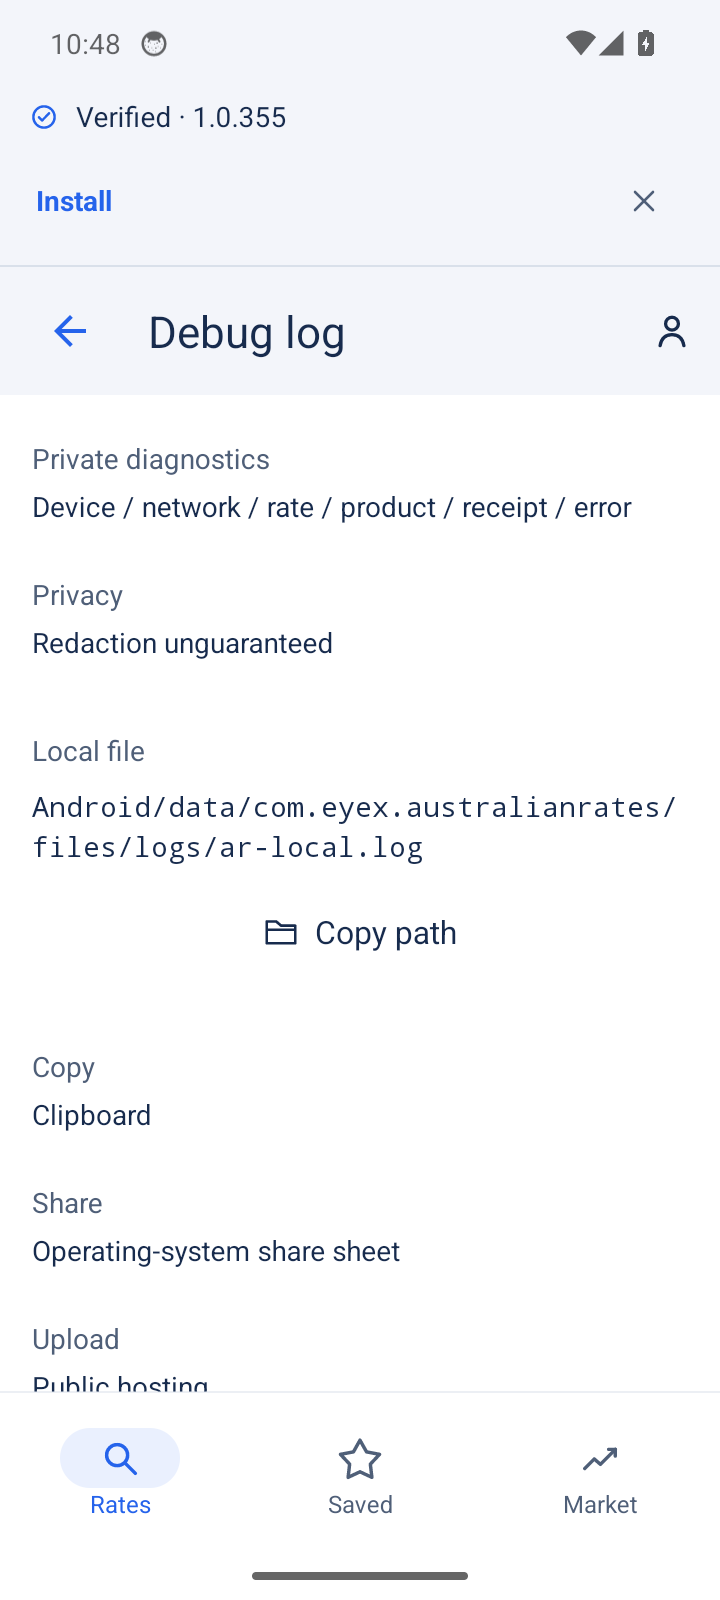 10:48
Verified · 1.0.355
Install
Debug log
Private diagnostics
Device / network / rate / product / receipt / error
Privacy
Redaction unguaranteed
Local file
Android/data/com.eyex.australianrates/
files/logs/ar-local.log
Copy path
Copy
Clipboard
Share
Operating-system share sheet
Upload
Public hosting
Rates
Saved
Market